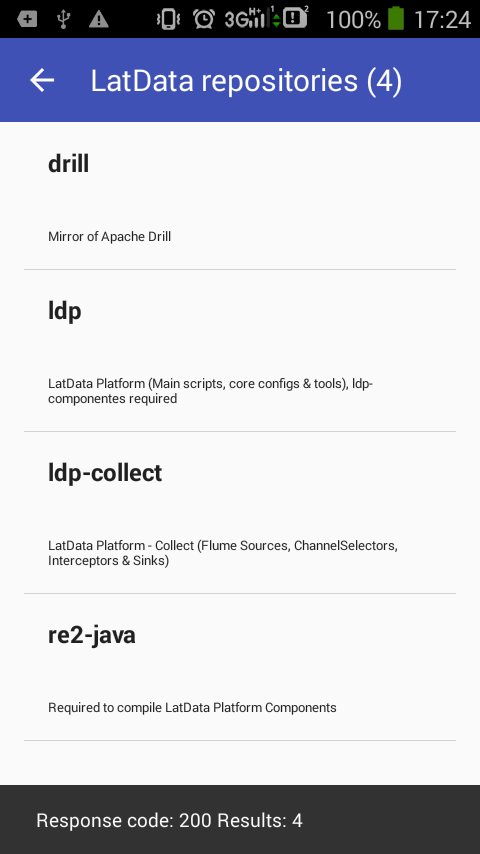 3G H+ 1 2 100% 17:24
LatData repositories (4)
drill
Mirror of Apache Drill
ldp
LatData Platform (Main scripts, core configs & tools), ldp-
componentes required
ldp-collect
LatData Platform - Collect (Flume Sources, ChannelSelectors,
Interceptors & Sinks)
re2-java
Required to compile LatData Platform Components
Response code: 200 Results: 4